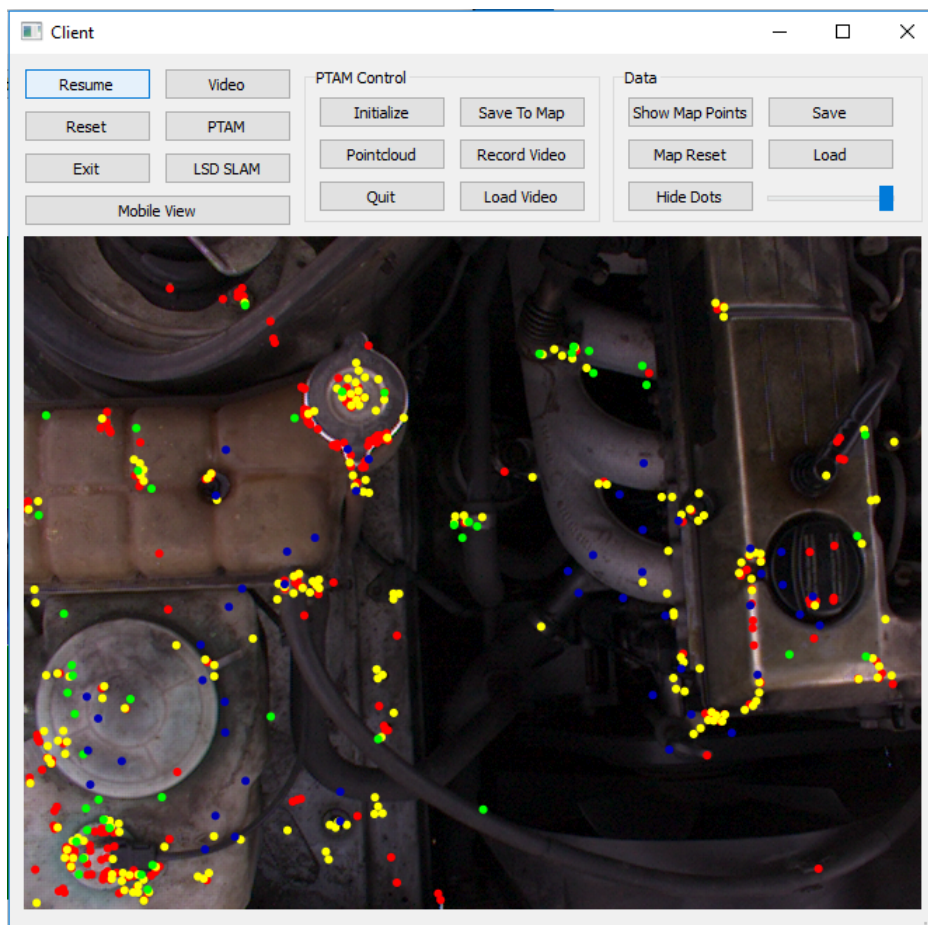 Client
Resume
Video
Reset
PTAM
Exit
LSD SLAM
Mobile View
PTAM Control
Initialize
Save To Map
Pointcloud
Record Video
Quit
Load Video
Data
Show Map Points
Save
Map Reset
Load
Hide Dots